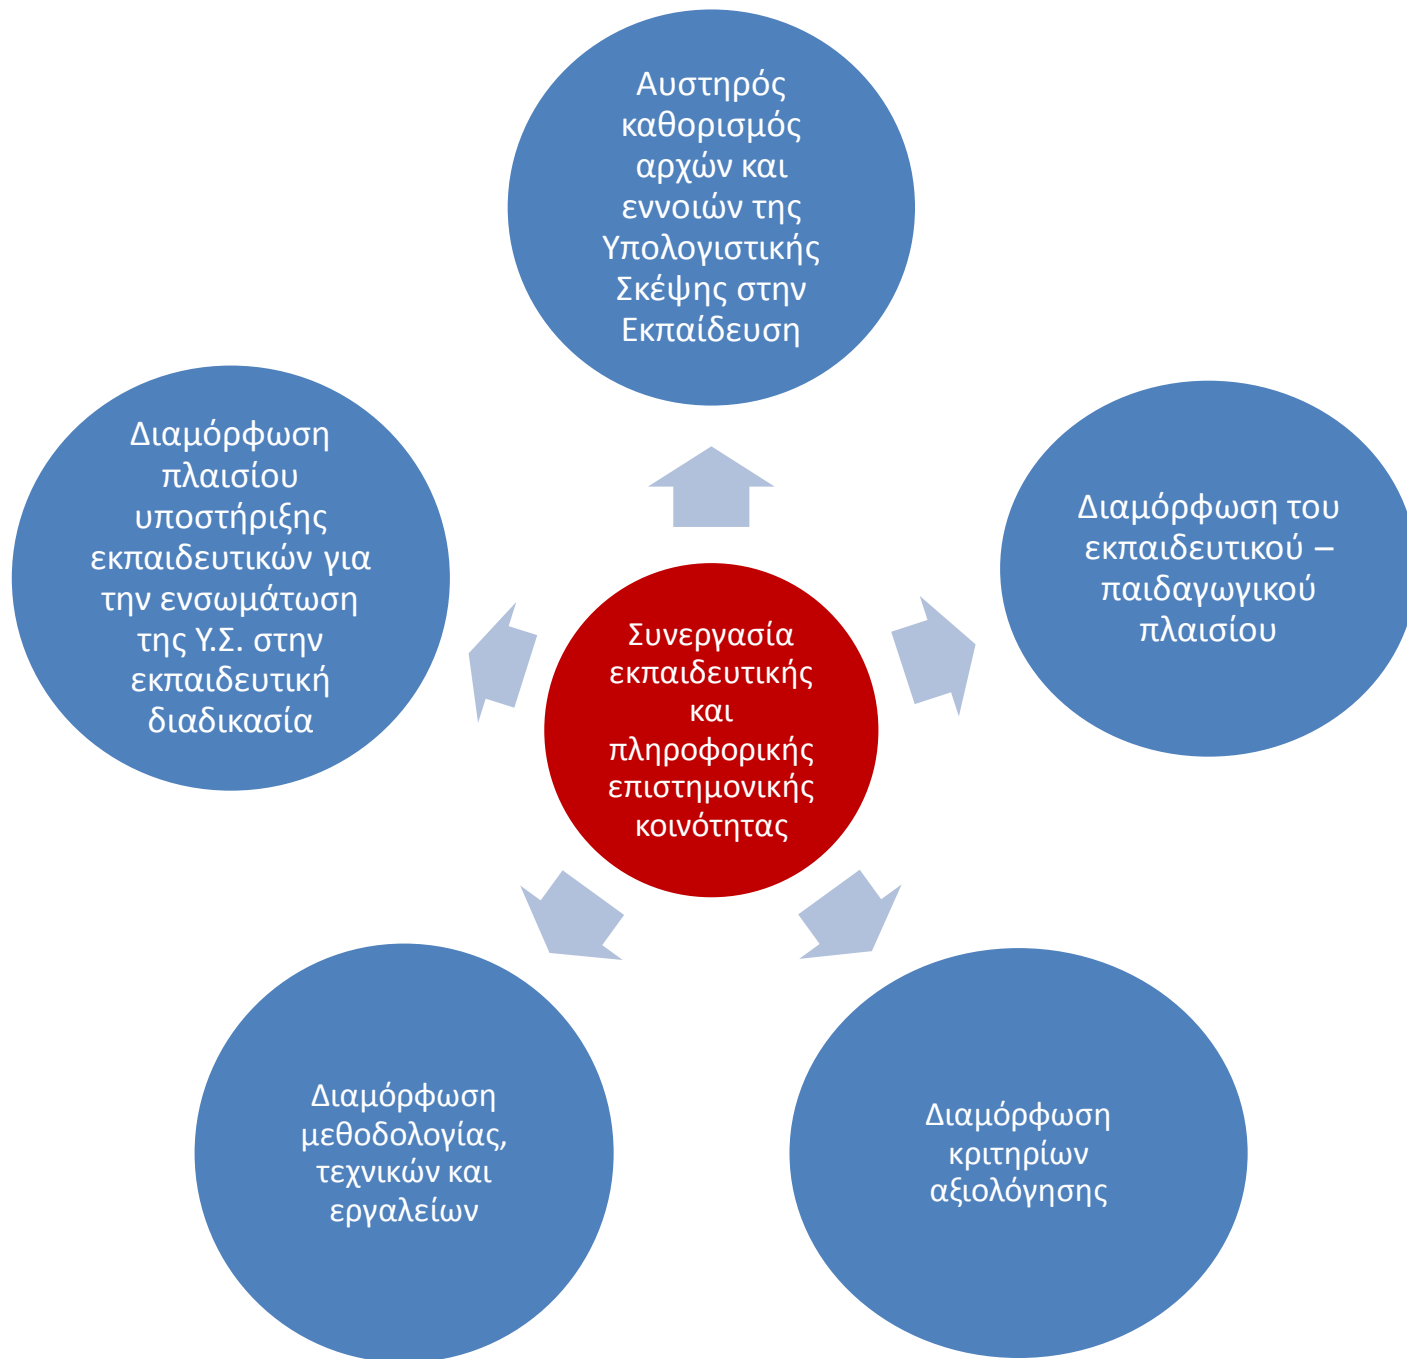 Αυστηρός
καθορισμός
αρχών και
εννοιών της
Υπολογιστικής
Σκέψης στην
Εκπαίδευση
Διαμόρφωση
πλαισίου
υποστήριξης
εκπαιδευτικών για
την ενσωμάτωση
της Υ.Σ. στην
εκπαιδευτική
διαδικασία
Διαμόρφωση του
εκπαιδευτικού –
παιδαγωγικού
πλαισίου
Συνεργασία
εκπαιδευτικής
και
πληροφορικής
επιστημονικής
κοινότητας
Διαμόρφωση
μεθοδολογίας,
τεχνικών και
εργαλείων
Διαμόρφωση
κριτηρίων
αξιολόγησης